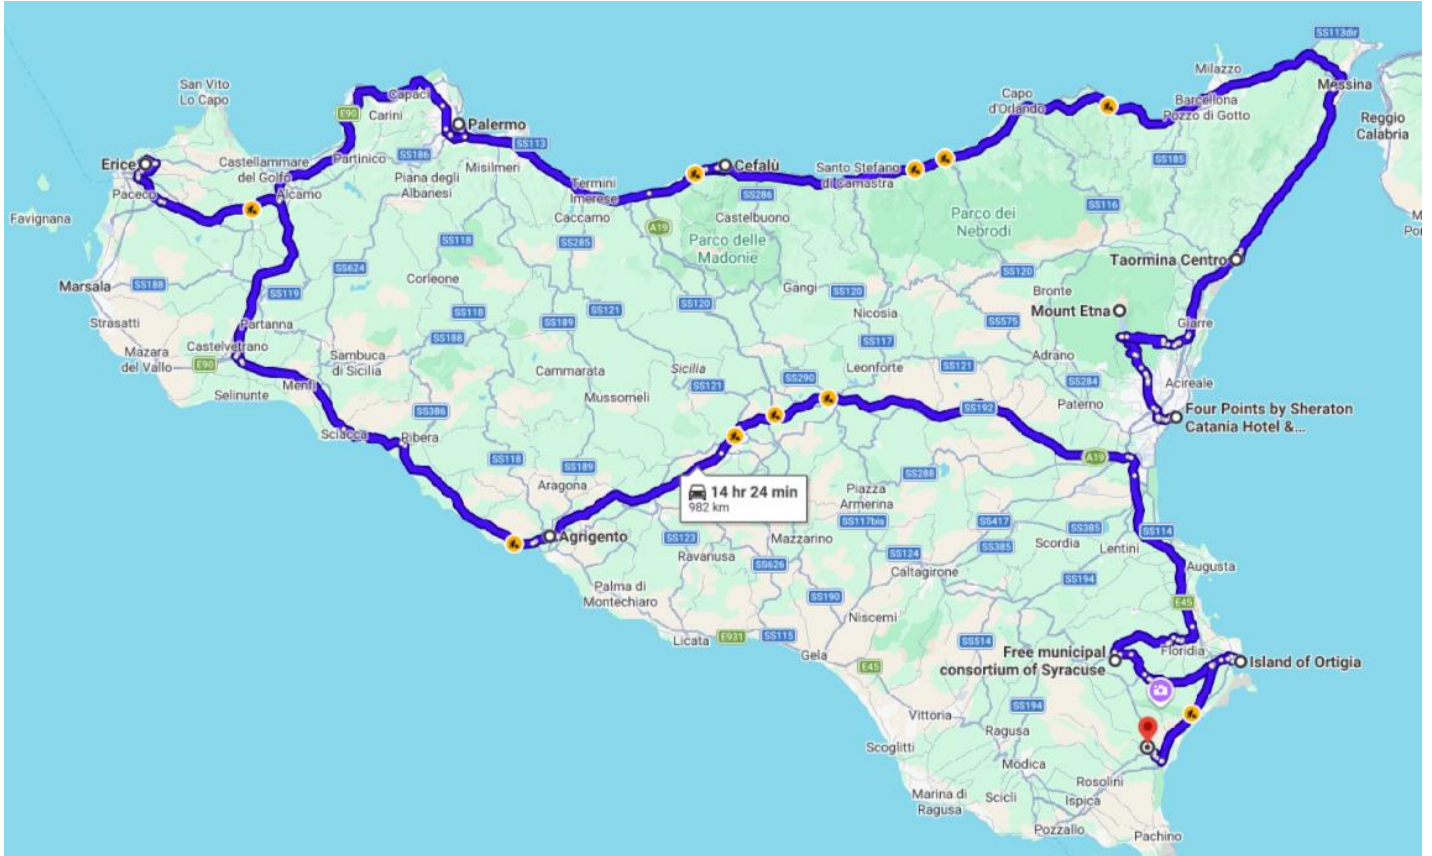 SS113dir
Milazzo
Messina
San Vito
Lo Capo
Capaci
Capo
d'Orlando
Barcellona
Pozzo di Gotto
Reggio
Calabria
E90
Carini
Palermo
SS113
Erice
Castellammare
del Golfo
Partinico
SS186
Misilmeri
Cefalù
Santo Stefano
di Camastra
SS185
Paceco
Alcamo
Piana degli
Albanesi
Termini
Imerese
SS286
SS116
Favignana
Caccamo
Castelbuono
Parco dei
Nebrodi
A19
SS118
SS285
Parco delle
Madonie
Taormina Centro
Marsala
SS188
SS624
Corleone
SS119
Gangi
SS120
SS120
Bronte
SS120
Mount Etna
Strasatti
Partanna
SS118
SS121
SS189
Nicosia
SS575
Giarre
Mazara
del Vallo
Castelvetrano
E90
Sambuca
di Sicilia
SS188
SS117
Adrano
Cammarata
Sicilia
SS121
SS290
Leonforte
SS121
SS284
Acireale
Selinunte
Menfi
Mussomeli
Paterno
SS386
SS192
Four Points by Sheraton
Catania Hotel &...
Sciacca
Ribera
SS118
SS189
A19
Aragona
14 hr 24 min
982 km
SS288
Piazza
Armerina
SS117bis
SS417
SS385
SS114
Agrigento
SS123
Ravanusa
Mazzarino
SS385
Scordia
Lentini
SS124
Caltagirone
SS626
SS194
Augusta
Palma di
Montechiaro
SS190
Niscemi
E45
Licata
E931
SS115
Gela
SS514
Free municipal
consortium of Syracuse
Floridia
Island of Ortigia
E45
SS194
Vittoria
Ragusa
Scoglitti
Modica
Rosolini
Marina di
Ragusa
Scicli
Ispica
Pozzallo
Pachino